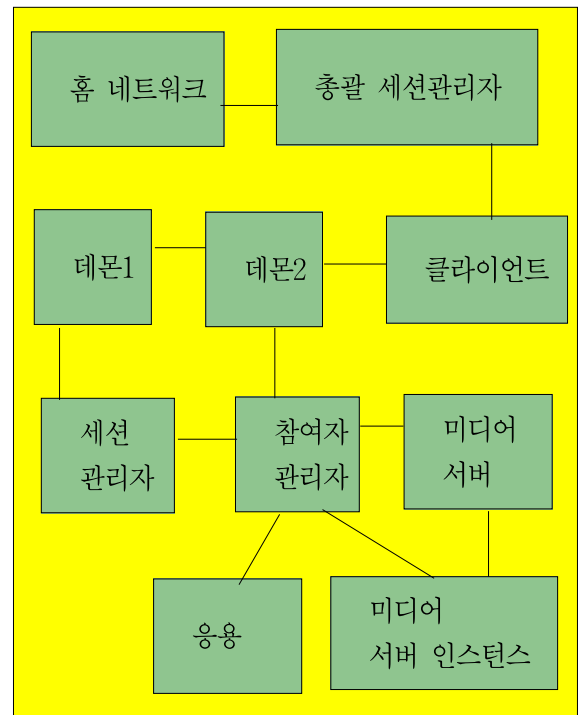 홈 네트워크
총괄 세션관리자
데몬1
데몬2
클라이언트
세션
관리자
참여자
관리자
미디어
서버
응용
미디어
서버 인스턴스